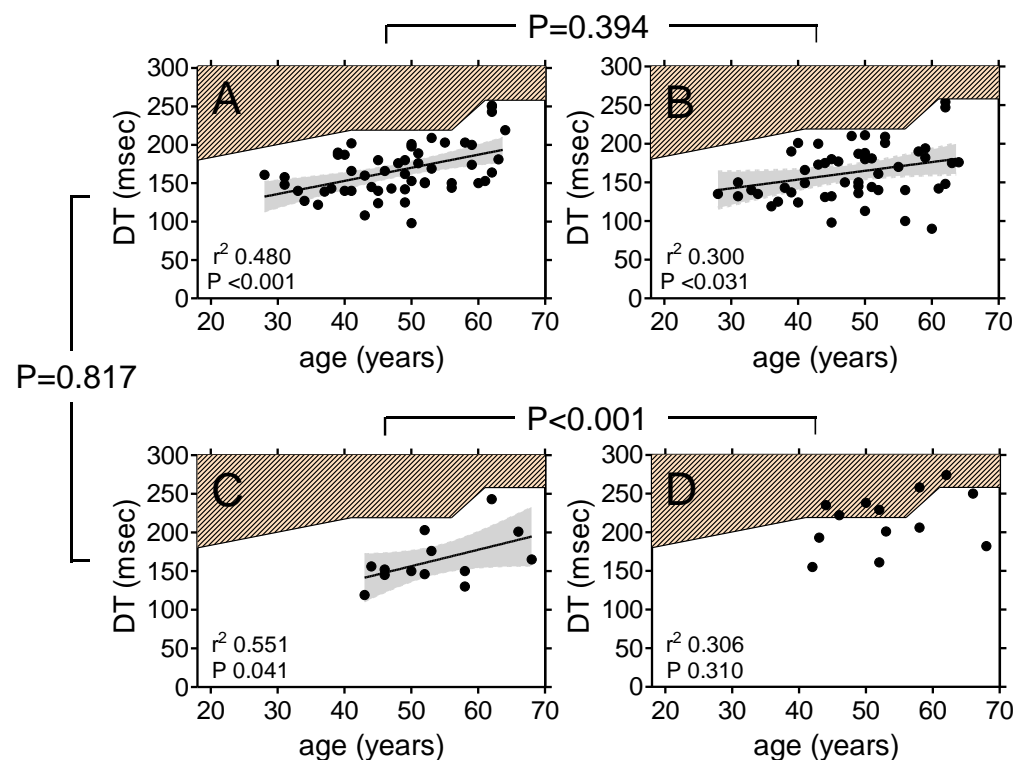 P=0.394
A
300
250
200
150
100
50
0
DT (msec)
r² 0.480
P <0.001
20 30 40 50 60 70
age (years)
B
300
250
200
150
100
50
0
DT (msec)
r² 0.300
P <0.031
20 30 40 50 60 70
age (years)
P=0.817
P<0.001
C
300
250
200
150
100
50
0
DT (msec)
r² 0.551
P 0.041
20 30 40 50 60 70
age (years)
D
300
250
200
150
100
50
0
DT (msec)
r² 0.306
P 0.310
20 30 40 50 60 70
age (years)